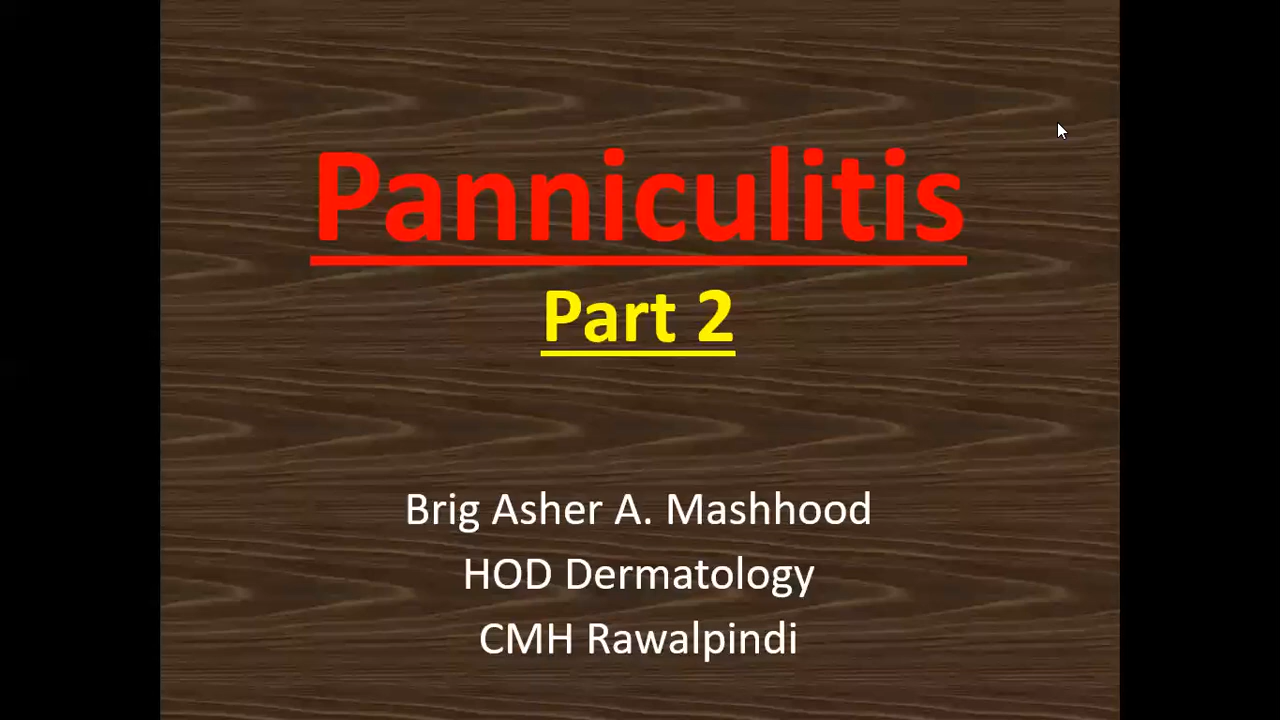 Panniculitis
Part 2
Brig Asher A. Mashhood
HOD Dermatology
CMH Rawalpindi